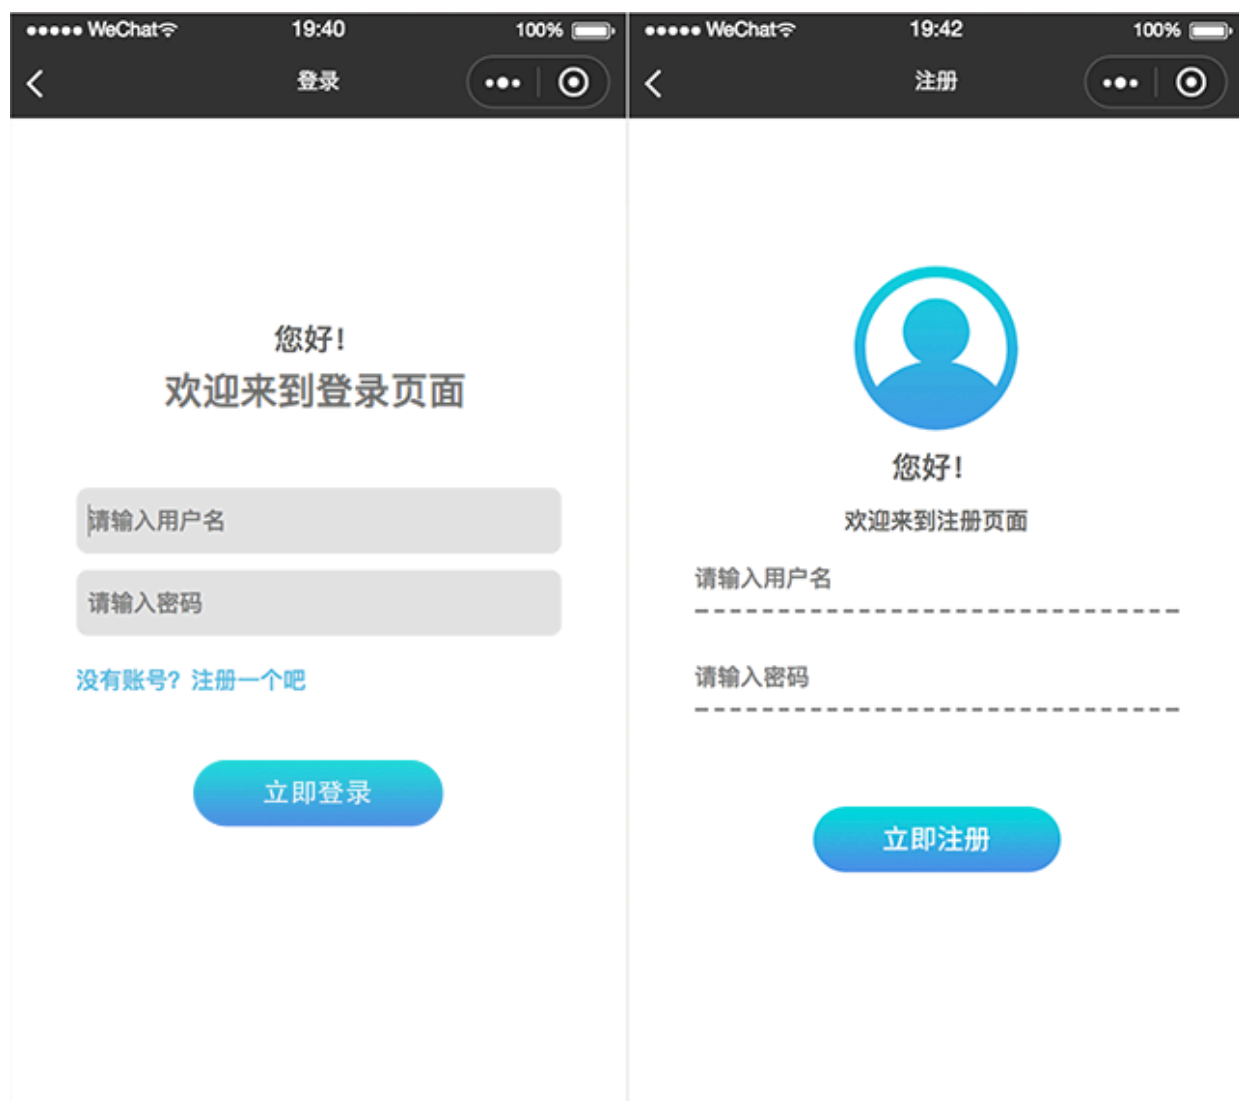 WeChat 19:40 100%
登录
您好!
欢迎来到登录页面
请输入用户名
请输入密码
没有账号? 注册一个吧
立即登录
WeChat 19:42 100%
注册
您好!
欢迎来到注册页面
请输入用户名
请输入密码
立即注册